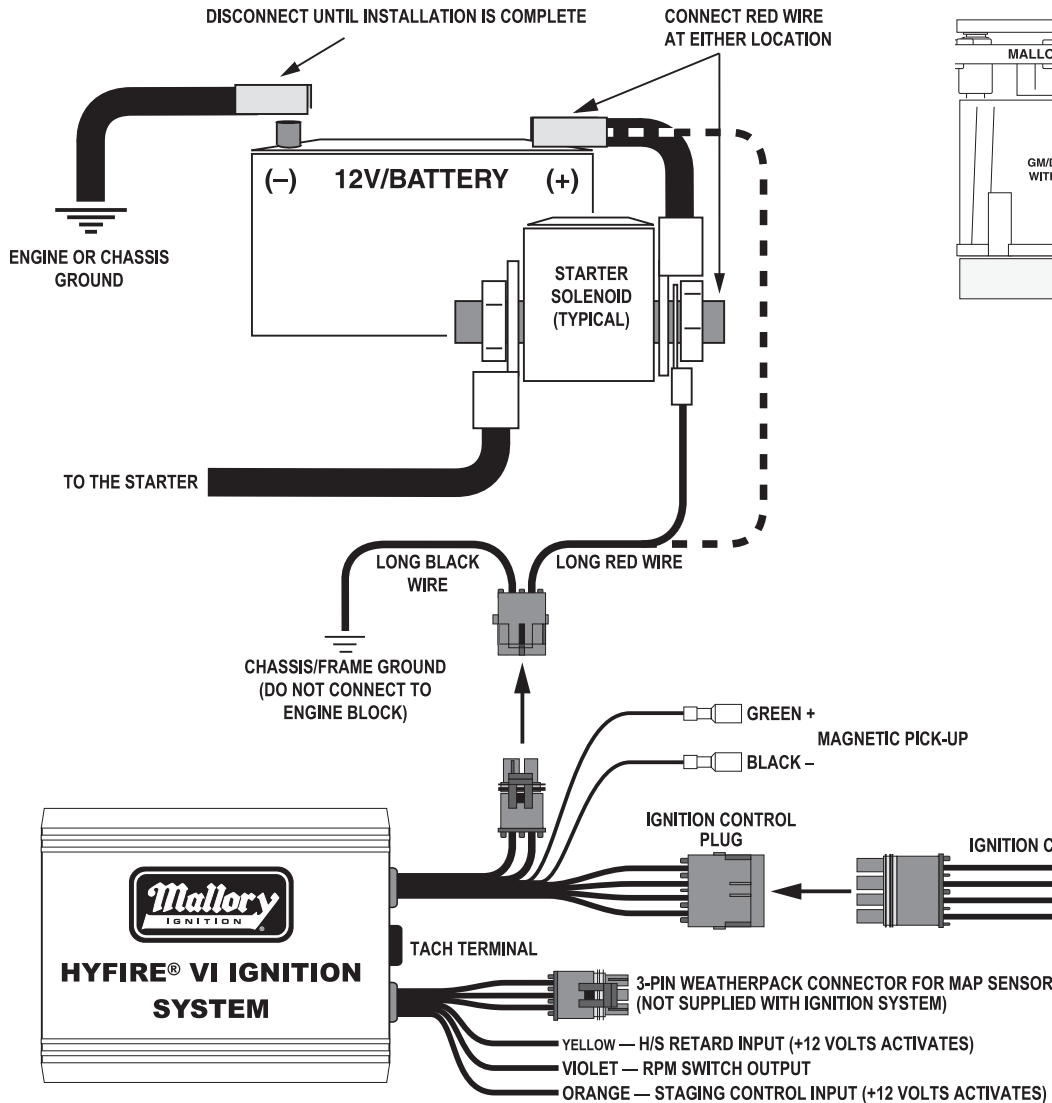 DISCONNECT UNTIL INSTALLATION IS COMPLETE
CONNECT RED WIRE
AT EITHER LOCATION
(–) 12V/BATTERY (+)
ENGINE OR CHASSIS
GROUND
STARTER
SOLENOID
(TYPICAL)
TO THE STARTER
LONG BLACK
WIRE
LONG RED WIRE
CHASSIS/FRAME GROUND
(DO NOT CONNECT TO
ENGINE BLOCK)
GREEN +
MAGNETIC PICK-UP
BLACK –
IGNITION CONTROL
PLUG
IGNITION C
Mallory
IGNITION
®
HYFIRE® VI IGNITION
SYSTEM
TACH TERMINAL
3-PIN WEATHERPACK CONNECTOR FOR MAP SENSOR
(NOT SUPPLIED WITH IGNITION SYSTEM)
YELLOW — H/S RETARD INPUT (+12 VOLTS ACTIVATES)
VIOLET — RPM SWITCH OUTPUT
ORANGE — STAGING CONTROL INPUT (+12 VOLTS ACTIVATES)
MALLO
GM/D
WITH